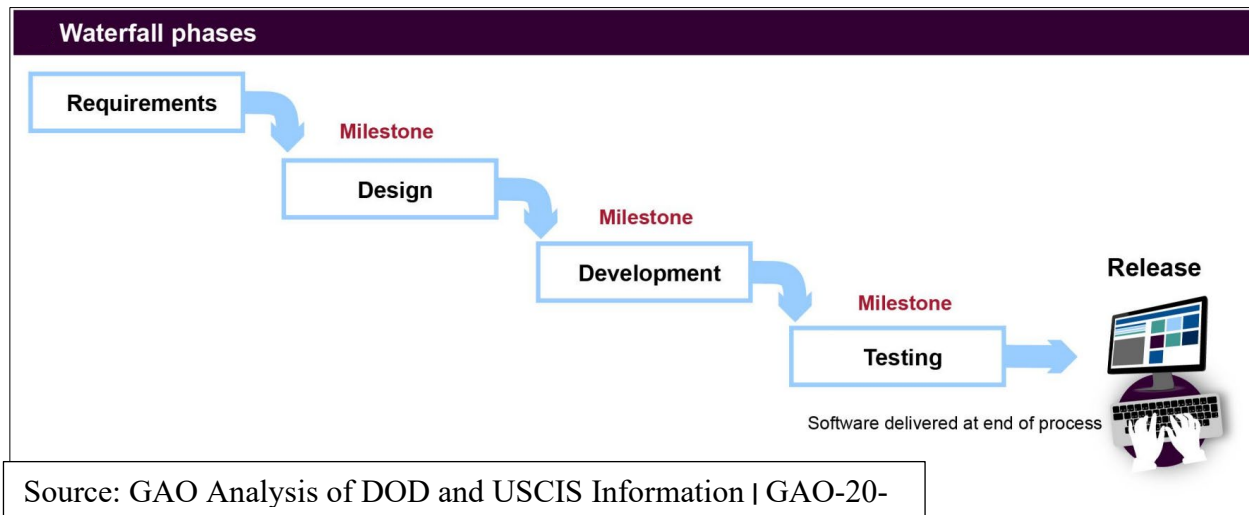 Waterfall phases
Requirements
Milestone
Design
Milestone
Development
Release
Milestone
Testing
Software delivered at end of process
Source: GAO Analysis of DOD and USCIS Information | GAO-20-